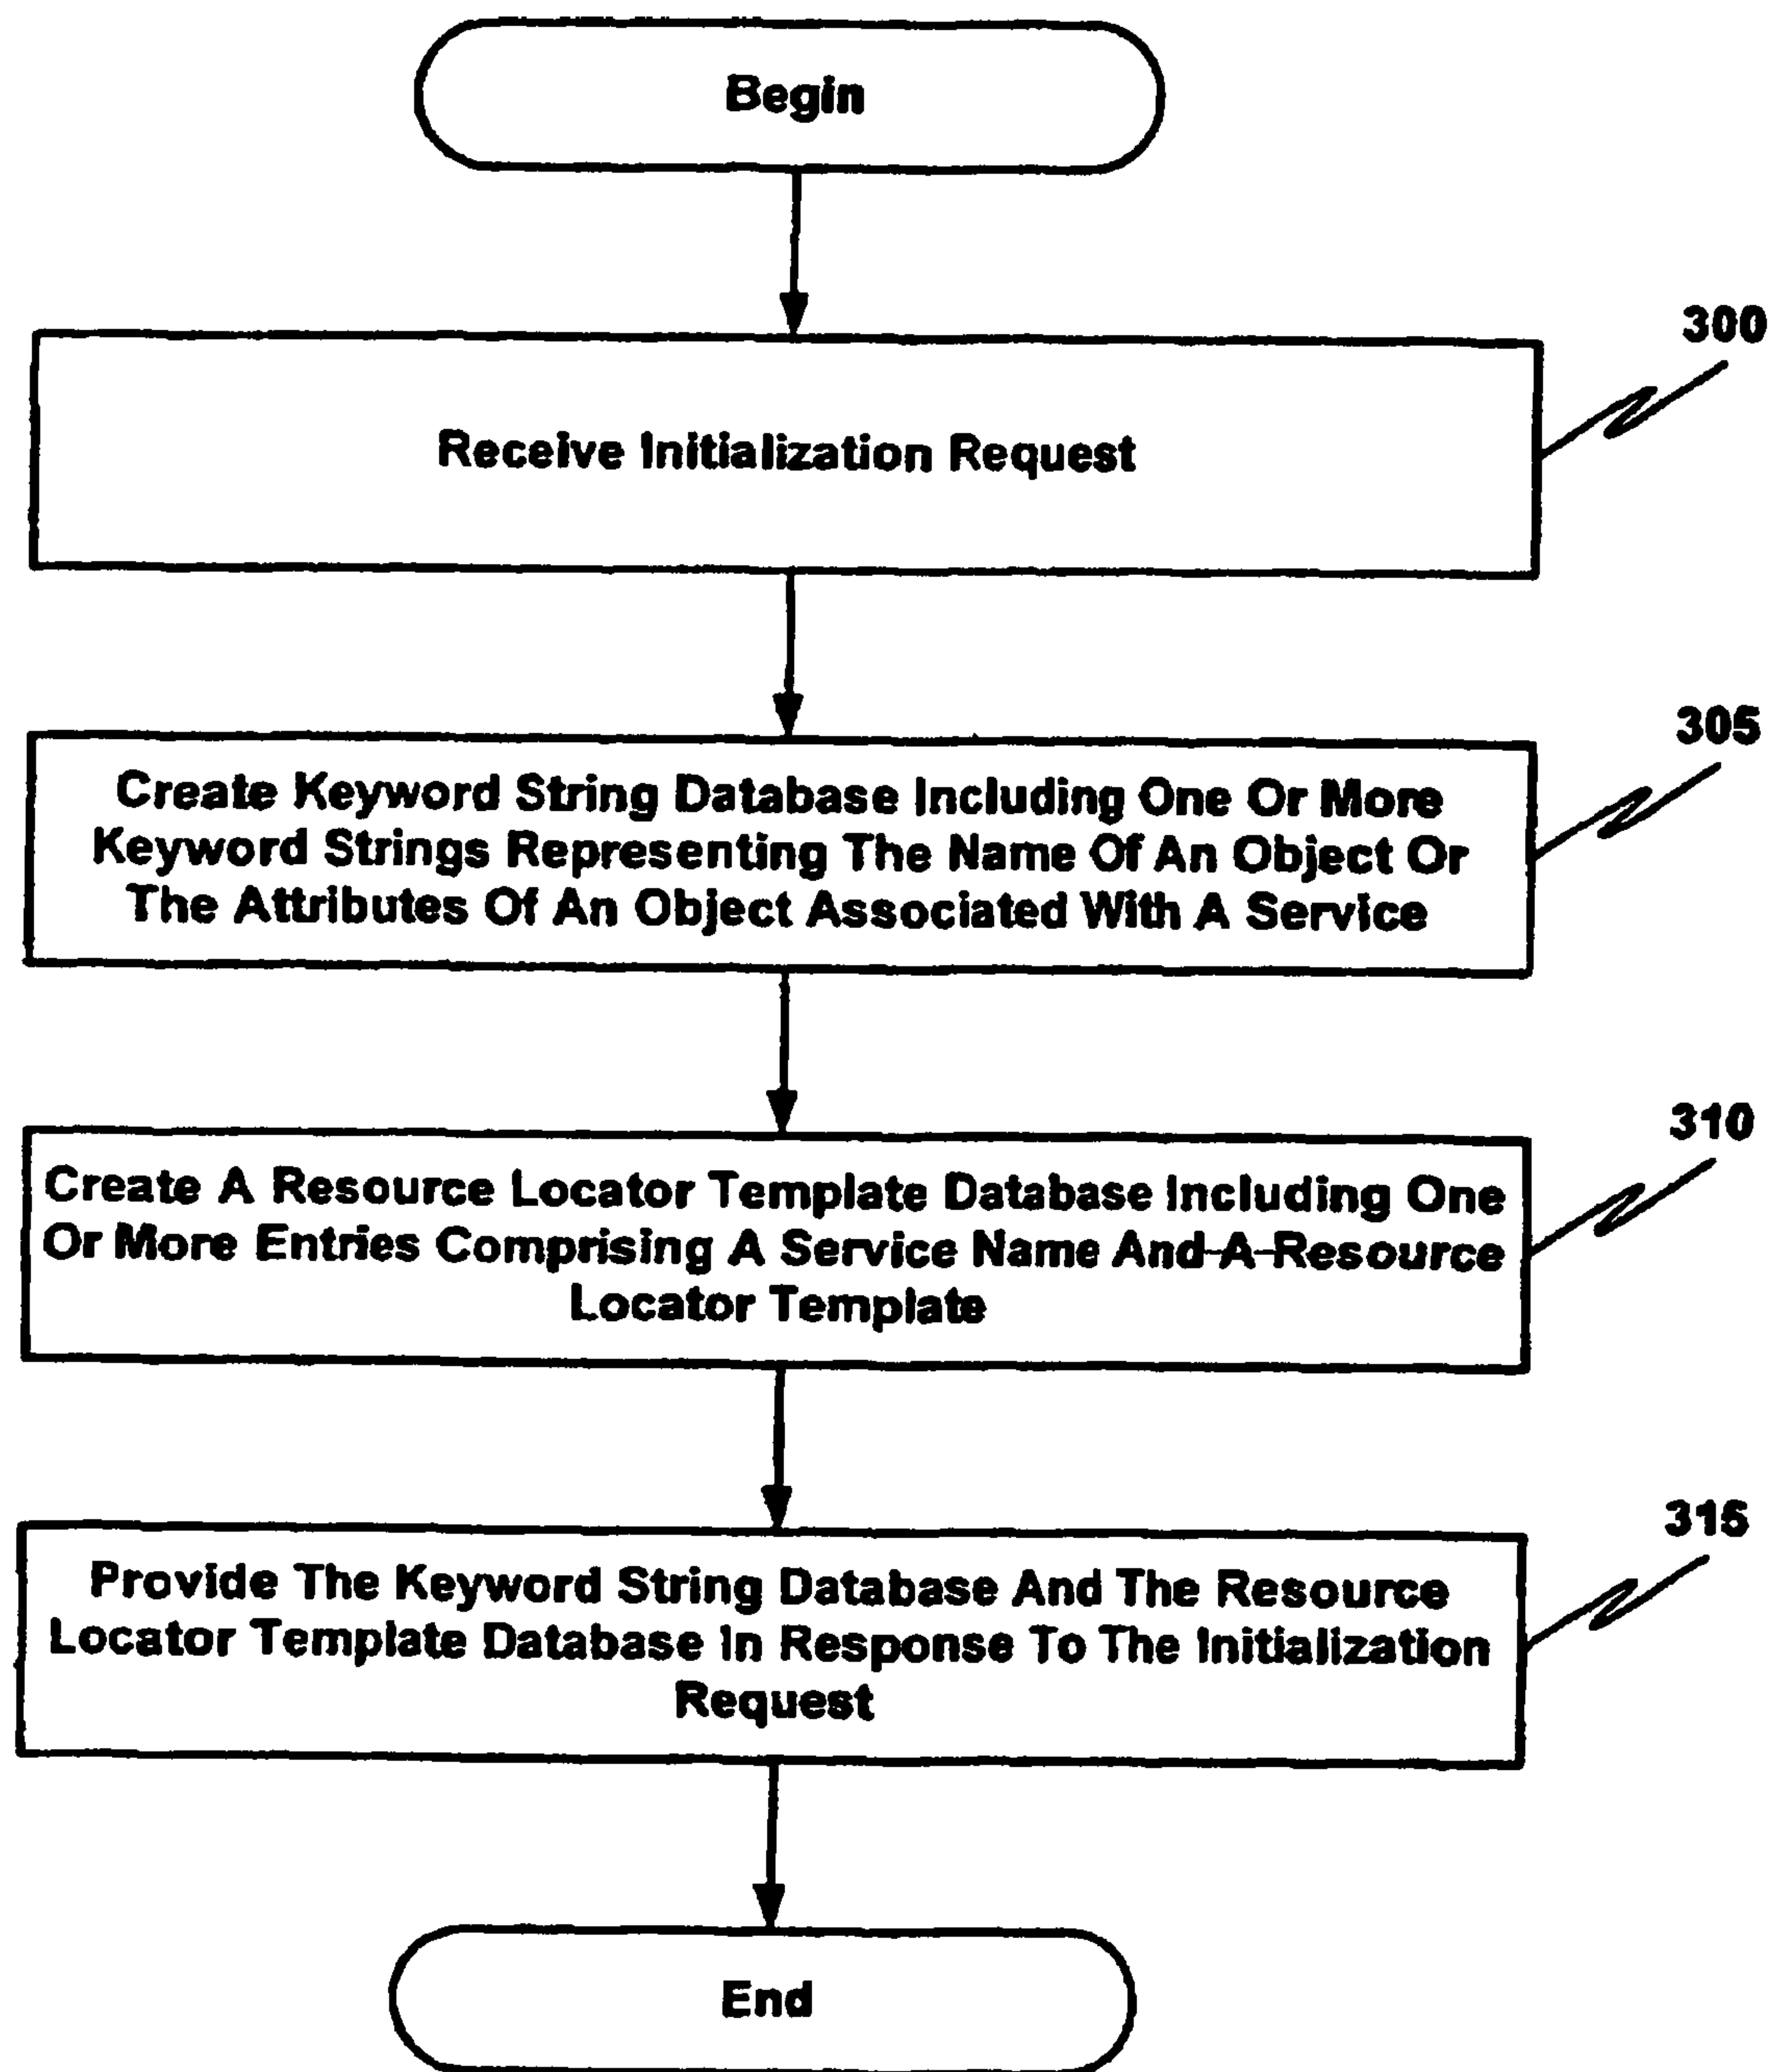 Begin
300
Receive Initialization Request
305
Create Keyword String Database Including One Or More
Keyword Strings Representing The Name Of An Object Or
The Attributes Of An Object Associated With A Service
310
Create A Resource Locator Template Database Including One
Or More Entries Comprising A Service Name And A Resource
Locator Template
315
Provide The Keyword String Database And The Resource
Locator Template Database In Response To The Initialization
Request
End